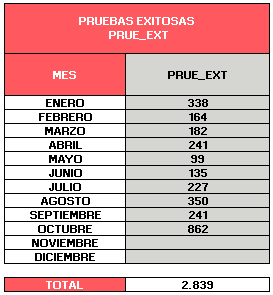 PRUEBAS EXITOSAS
PRUE_EXT
MES PRUE_EXT
ENERO 338
FEBRERO 164
MARZO 182
ABRIL 241
MAYO 99
JUNIO 135
JULIO 227
AGOSTO 350
SEPTIEMBRE 241
OCTUBRE 862
NOVIEMBRE
DICIEMBRE
TOTAL 2.839